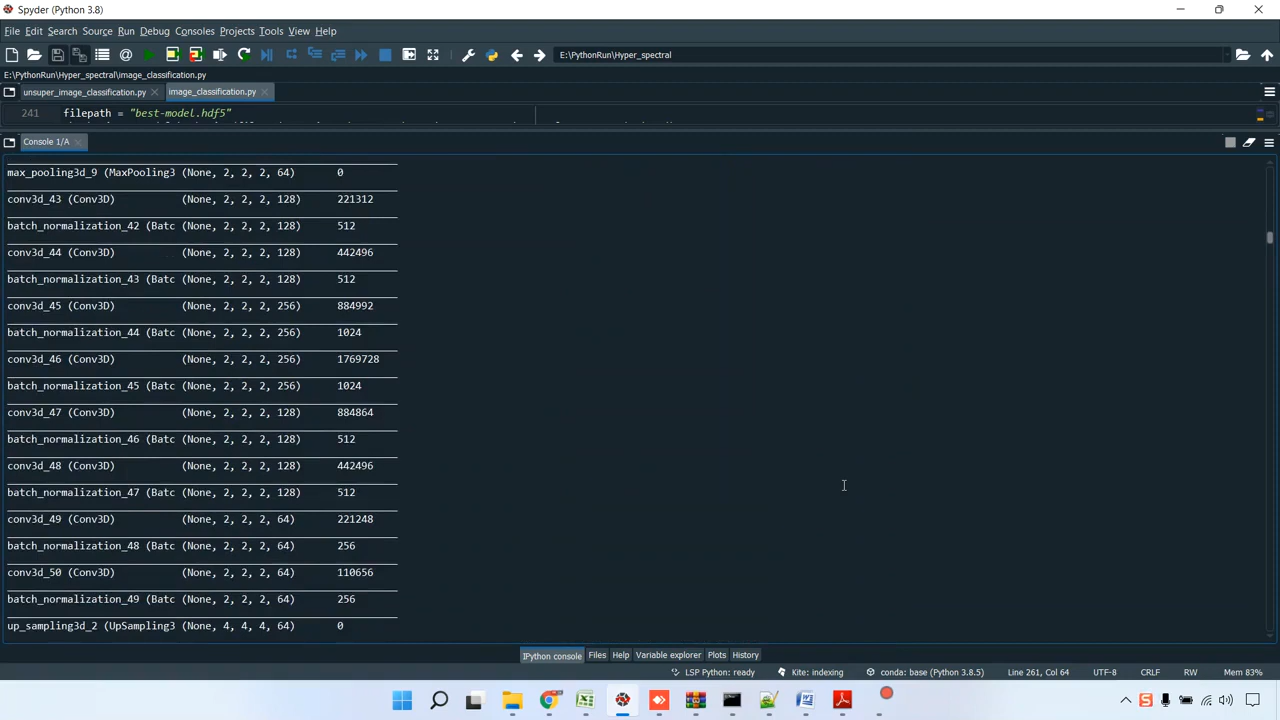 Spyder (Python 3.8)
File Edit Search Source Run Debug Consoles Projects Tools View Help
E:\PythonRun\Hyper_spectral
E:\PythonRun\Hyper_spectral\image_classification.py
unsuper_image_classification.py image_classification.py
241 filepath = "best-model.hdf5"
Console 1/A
max_pooling3d_9 (MaxPooling3 (None, 2, 2, 2, 64) 0
conv3d_43 (Conv3D) (None, 2, 2, 2, 128) 221312
batch_normalization_42 (Batc (None, 2, 2, 2, 128) 512
conv3d_44 (Conv3D) (None, 2, 2, 2, 128) 442496
batch_normalization_43 (Batc (None, 2, 2, 2, 128) 512
conv3d_45 (Conv3D) (None, 2, 2, 2, 256) 884992
batch_normalization_44 (Batc (None, 2, 2, 2, 256) 1024
conv3d_46 (Conv3D) (None, 2, 2, 2, 256) 1769728
batch_normalization_45 (Batc (None, 2, 2, 2, 256) 1024
conv3d_47 (Conv3D) (None, 2, 2, 2, 128) 884864
batch_normalization_46 (Batc (None, 2, 2, 2, 128) 512
conv3d_48 (Conv3D) (None, 2, 2, 2, 128) 442496
batch_normalization_47 (Batc (None, 2, 2, 2, 128) 512
conv3d_49 (Conv3D) (None, 2, 2, 2, 64) 221248
batch_normalization_48 (Batc (None, 2, 2, 2, 64) 256
conv3d_50 (Conv3D) (None, 2, 2, 2, 64) 110656
batch_normalization_49 (Batc (None, 2, 2, 2, 64) 256
up_sampling3d_2 (UpSampling3 (None, 4, 4, 4, 64) 0
IPython console Files Help Variable explorer Plots History
LSP Python: ready Kite: indexing conda: base (Python 3.8.5) Line 261, Col 64 UTF-8 CRLF RW Mem 83%